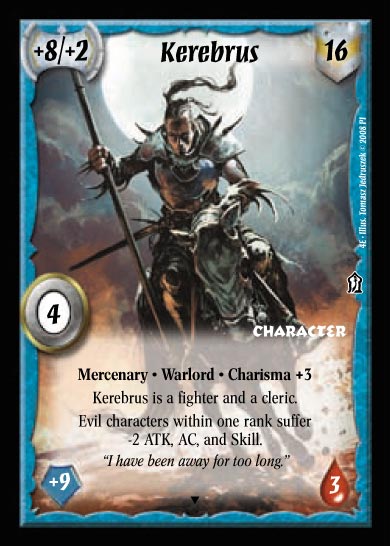 +8/+2
Kerebrus
16
4E • Illus. Tomasz Jedruszek © 2008 PI
4
CHARACTER
Mercenary • Warlord • Charisma +3
Kerebrus is a fighter and a cleric.
Evil characters within one rank suffer
-2 ATK, AC, and Skill.
“I have been away for too long.”
+9
3